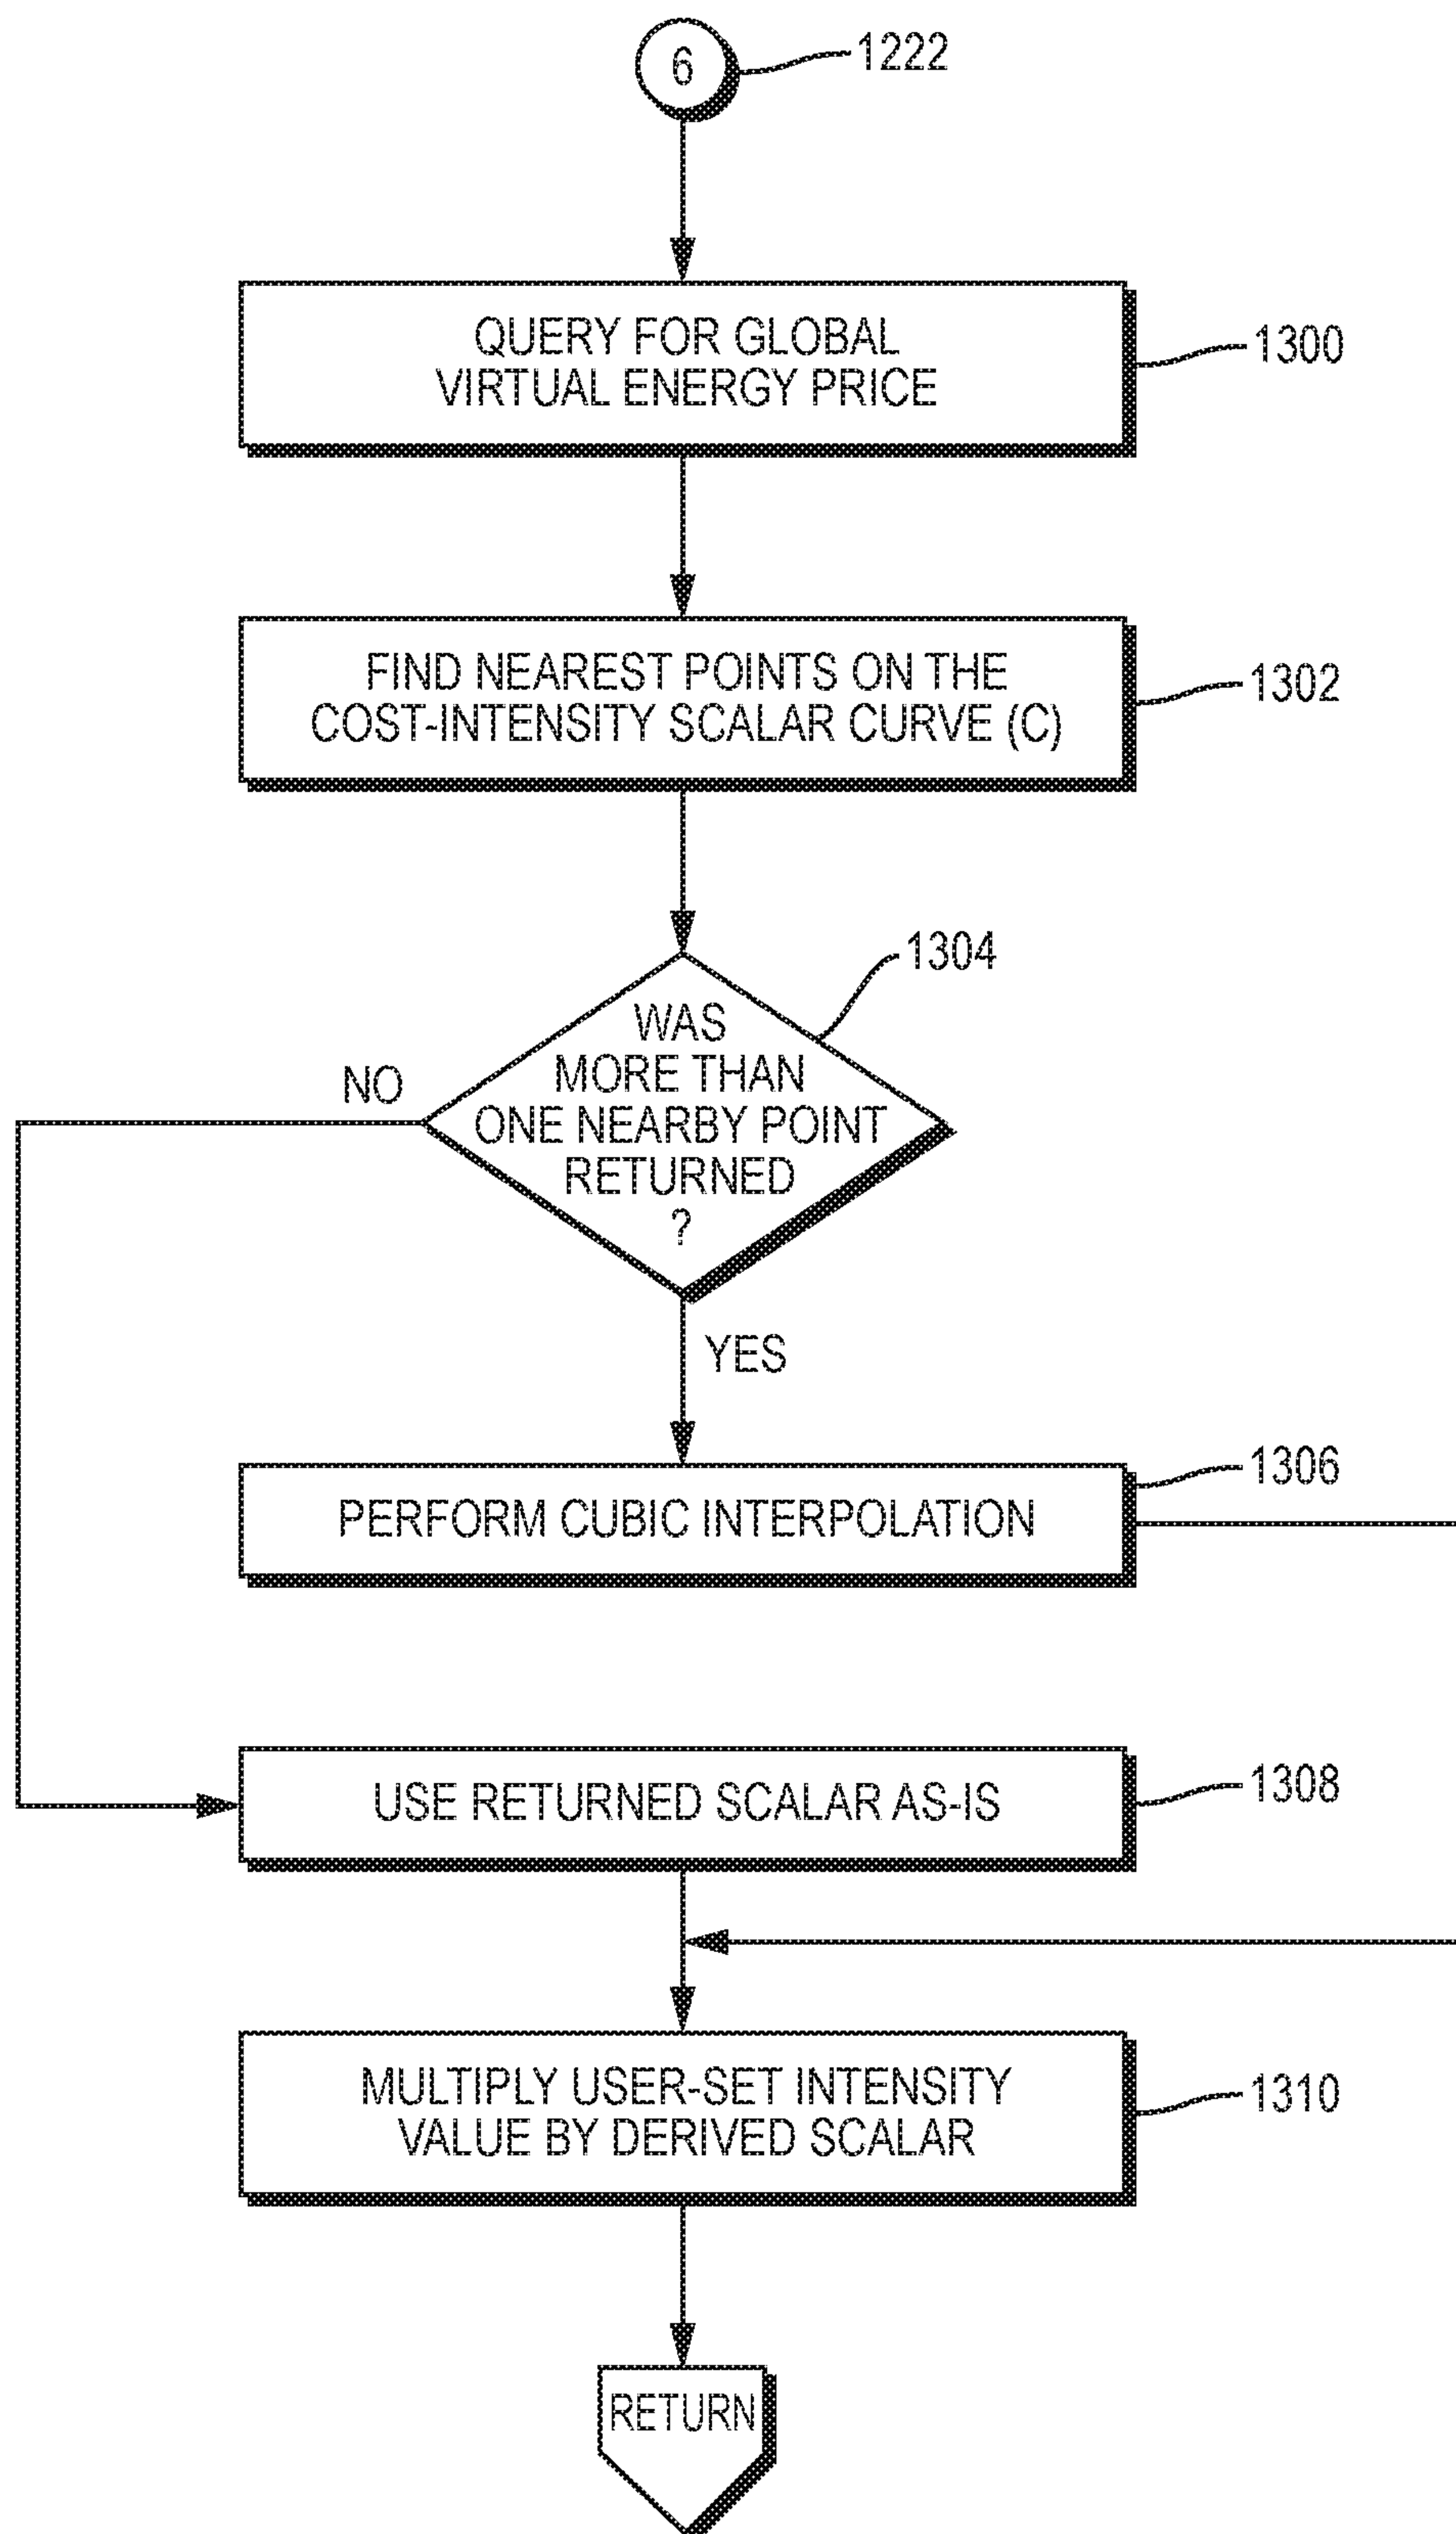 6
1222
QUERY FOR GLOBAL
VIRTUAL ENERGY PRICE
1300
FIND NEAREST POINTS ON THE
COST-INTENSITY SCALAR CURVE (C)
1302
1304
WAS
MORE THAN
ONE NEARBY POINT
RETURNED
?
NO
YES
PERFORM CUBIC INTERPOLATION
1306
USE RETURNED SCALAR AS-IS
1308
MULTIPLY USER-SET INTENSITY
VALUE BY DERIVED SCALAR
1310
RETURN